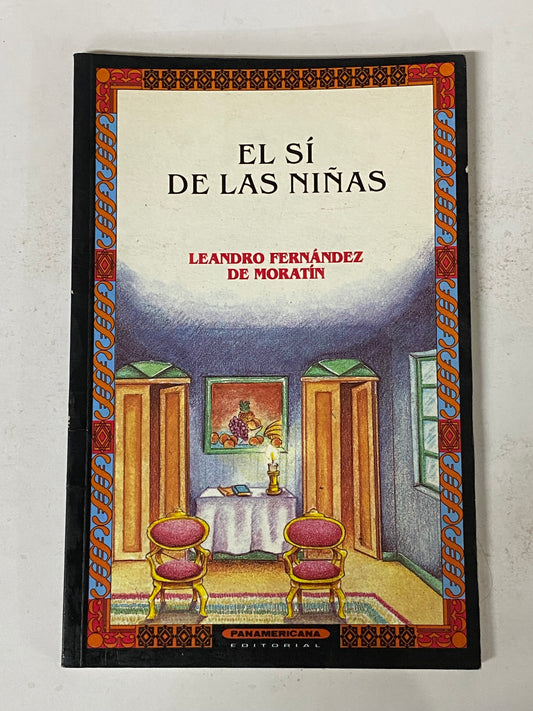 EL SÍ
DE LAS NIÑAS
LEANDRO FERNÁNDEZ
DE MORATÍN
PANAMERICANA
EDITORIAL